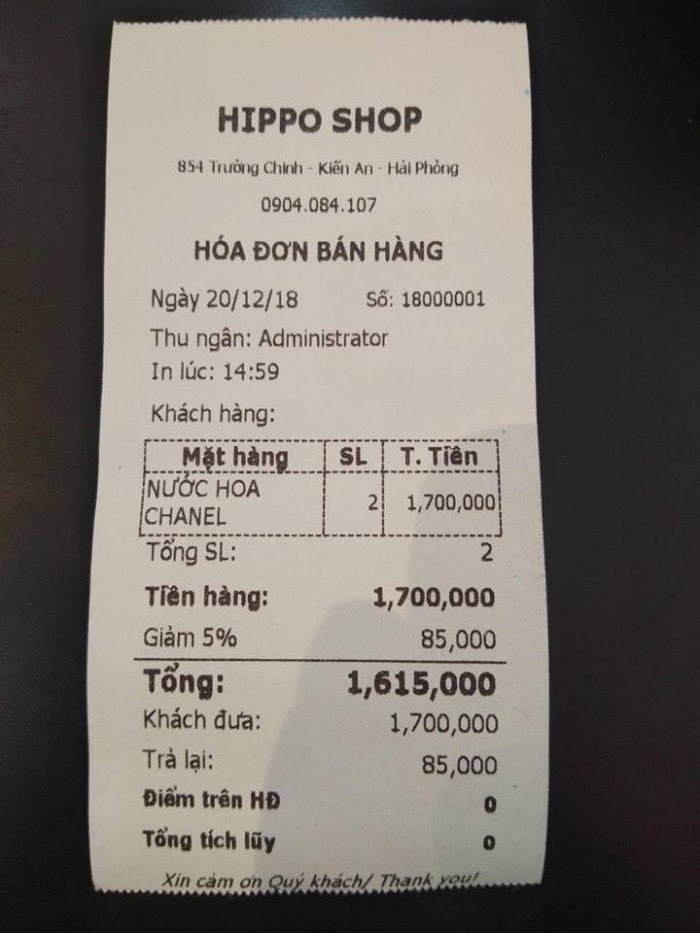 HIPPO SHOP
854 Trường Chinh - Kiến An - Hải Phòng
0904.084.107
HÓA ĐƠN BÁN HÀNG
Ngày 20/12/18 Số: 18000001
Thu ngân: Administrator
In lúc: 14:59
Khách hàng:
Mặt hàng SL T. Tiền
NƯỚC HOA
CHANEL 2 1,700,000
Tổng SL: 2
Tiền hàng: 1,700,000
Giảm 5% 85,000
Tổng: 1,615,000
Khách đưa: 1,700,000
Trả lại: 85,000
Điểm trên HĐ 0
Tổng tích lũy 0
Xin cảm ơn Quý khách/ Thank you!